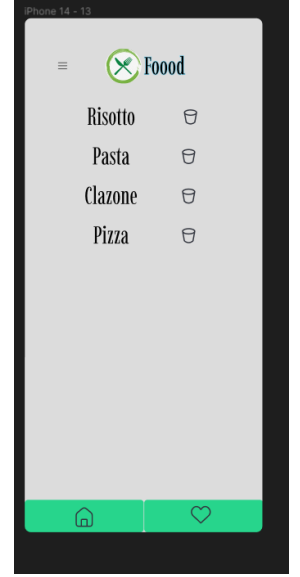 iPhone 14 - 13
Foood
Risotto
Pasta
Clazone
Pizza